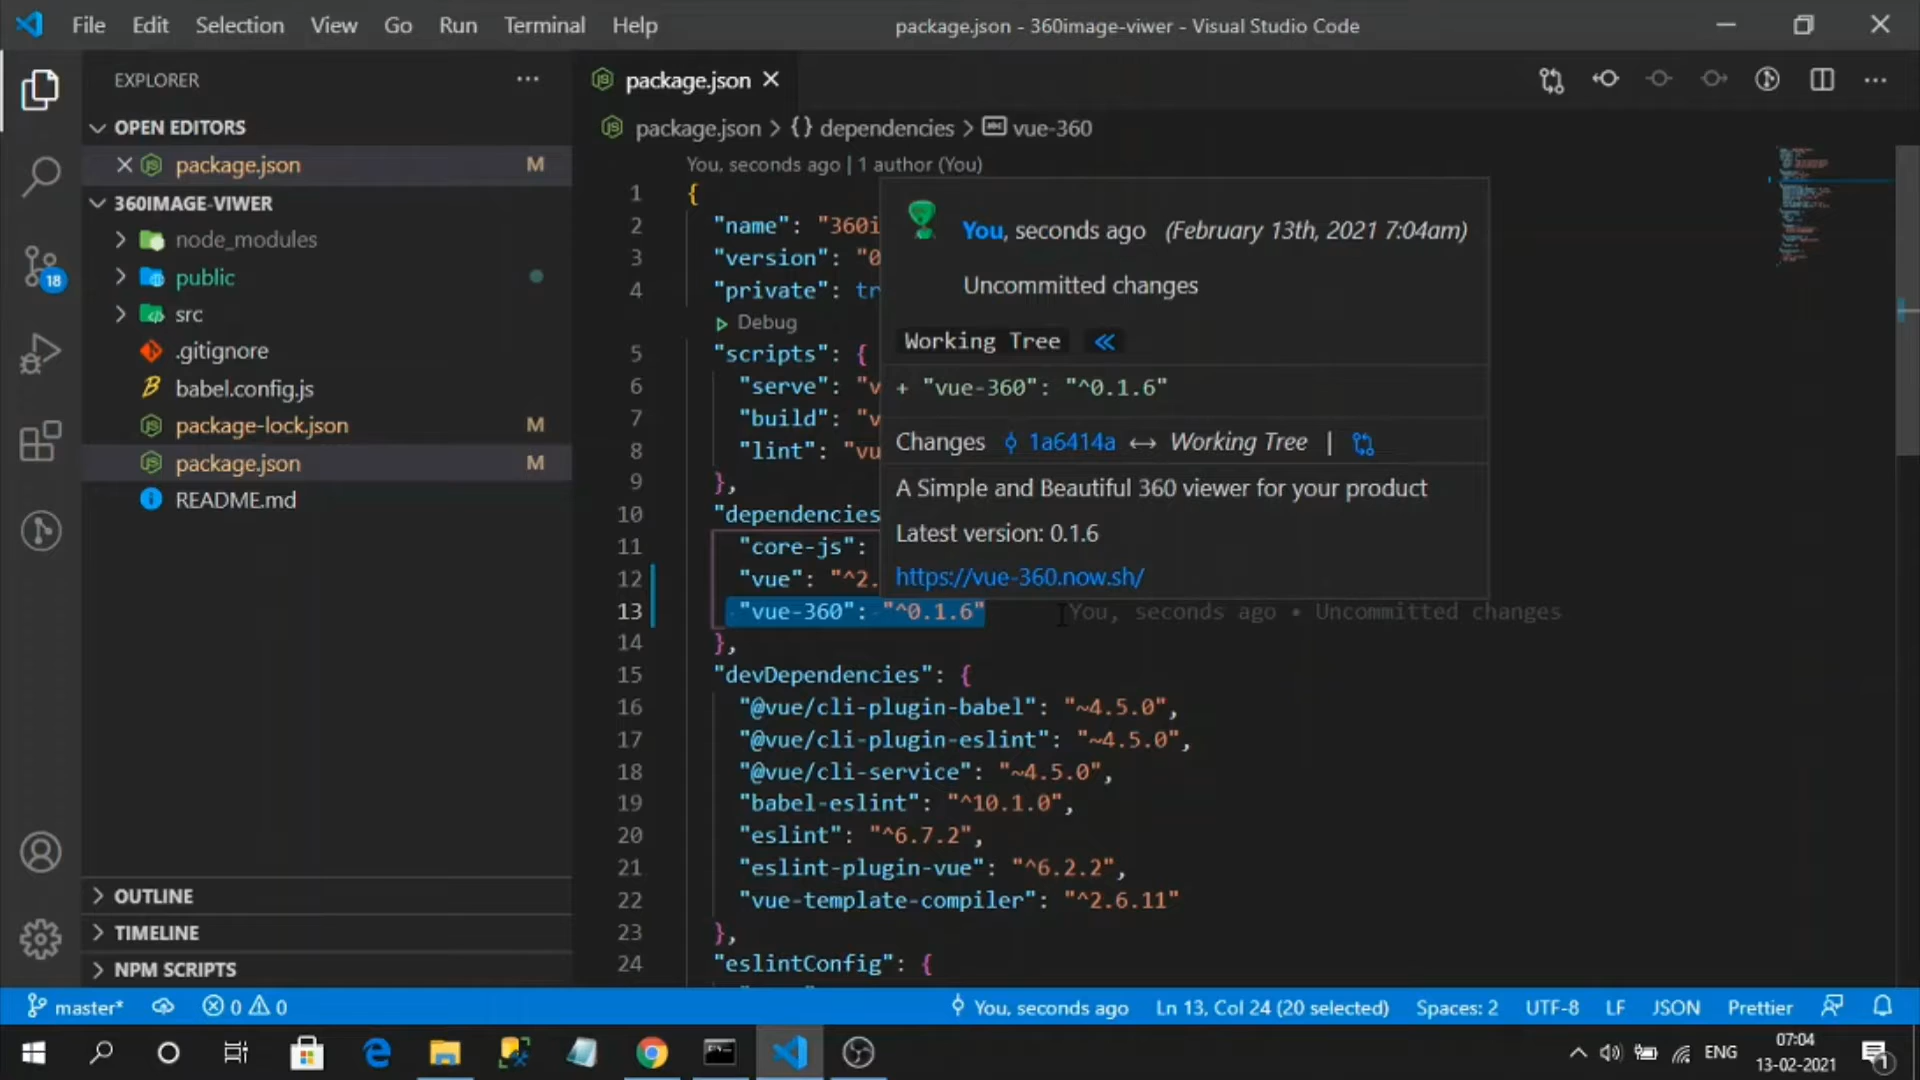 File Edit Selection View Go Run Terminal Help
package.json - 360image-viwer - Visual Studio Code
EXPLORER
OPEN EDITORS
package.json M
360IMAGE-VIWER
node_modules
public
src
.gitignore
babel.config.js
package-lock.json M
package.json M
README.md
OUTLINE
TIMELINE
NPM SCRIPTS
18
package.json
package.json > {} dependencies > vue-360
You, seconds ago | 1 author (You)
1 {
2 "name": "360i
3 "version": "0
4 "private": tr
Debug
5 "scripts": {
6 "serve": "v
7 "build": "v
8 "lint": "vu
9 },
10 "dependencies
11 "core-js":
12 "vue": "^2.
13 "vue-360": "^0.1.6" You, seconds ago • Uncommitted changes
14 },
15 "devDependencies": {
16 "@vue/cli-plugin-babel": "~4.5.0",
17 "@vue/cli-plugin-eslint": "~4.5.0",
18 "@vue/cli-service": "~4.5.0",
19 "babel-eslint": "^10.1.0",
20 "eslint": "^6.7.2",
21 "eslint-plugin-vue": "^6.2.2",
22 "vue-template-compiler": "^2.6.11"
23 },
24 "eslintConfig": {
You, seconds ago (February 13th, 2021 7:04am)
Uncommitted changes
Working Tree
+ "vue-360": "^0.1.6"
Changes 1a6414a ↔ Working Tree |
A Simple and Beautiful 360 viewer for your product
Latest version: 0.1.6
https://vue-360.now.sh/
master* 0 0 You, seconds ago Ln 13, Col 24 (20 selected) Spaces: 2 UTF-8 LF JSON Prettier
ENG
07:04
13-02-2021
1